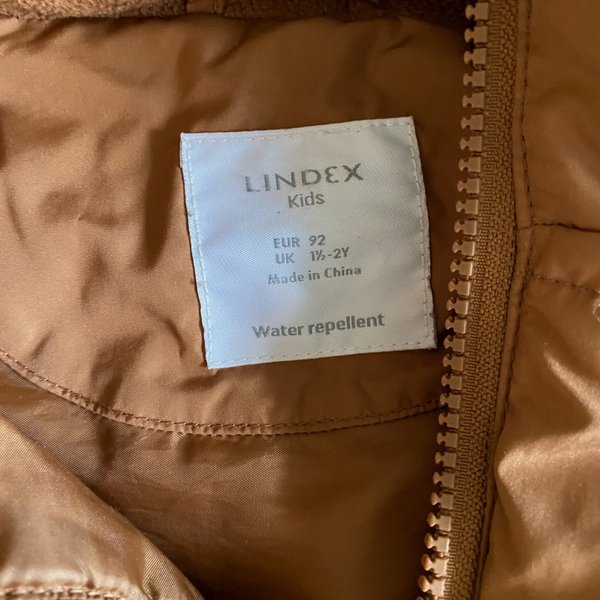 LINDEX
Kids
EUR 92
UK 1½-2Y
Made in China
Water repellent